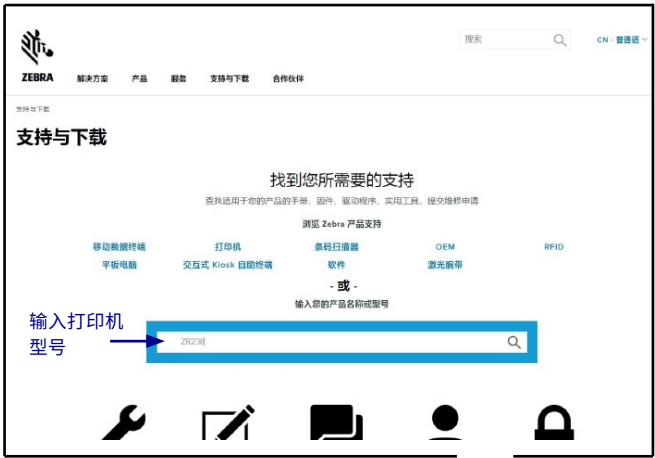 搜索
CN - 普通话
ZEBRA 解决方案 产品 服务 支持与下载 合作伙伴
支持与下载
支持与下载
找到您所需要的支持
查找适用于您的产品的手册、固件、驱动程序、实用工具、提交维修申请
浏览 Zebra 产品支持
移动数据终端 打印机 条码扫描器 OEM RFID
平板电脑 交互式 Kiosk 自助终端 软件 激光腕带
- 或 -
输入您的产品名称或型号
输入打印机
型号
ZR238